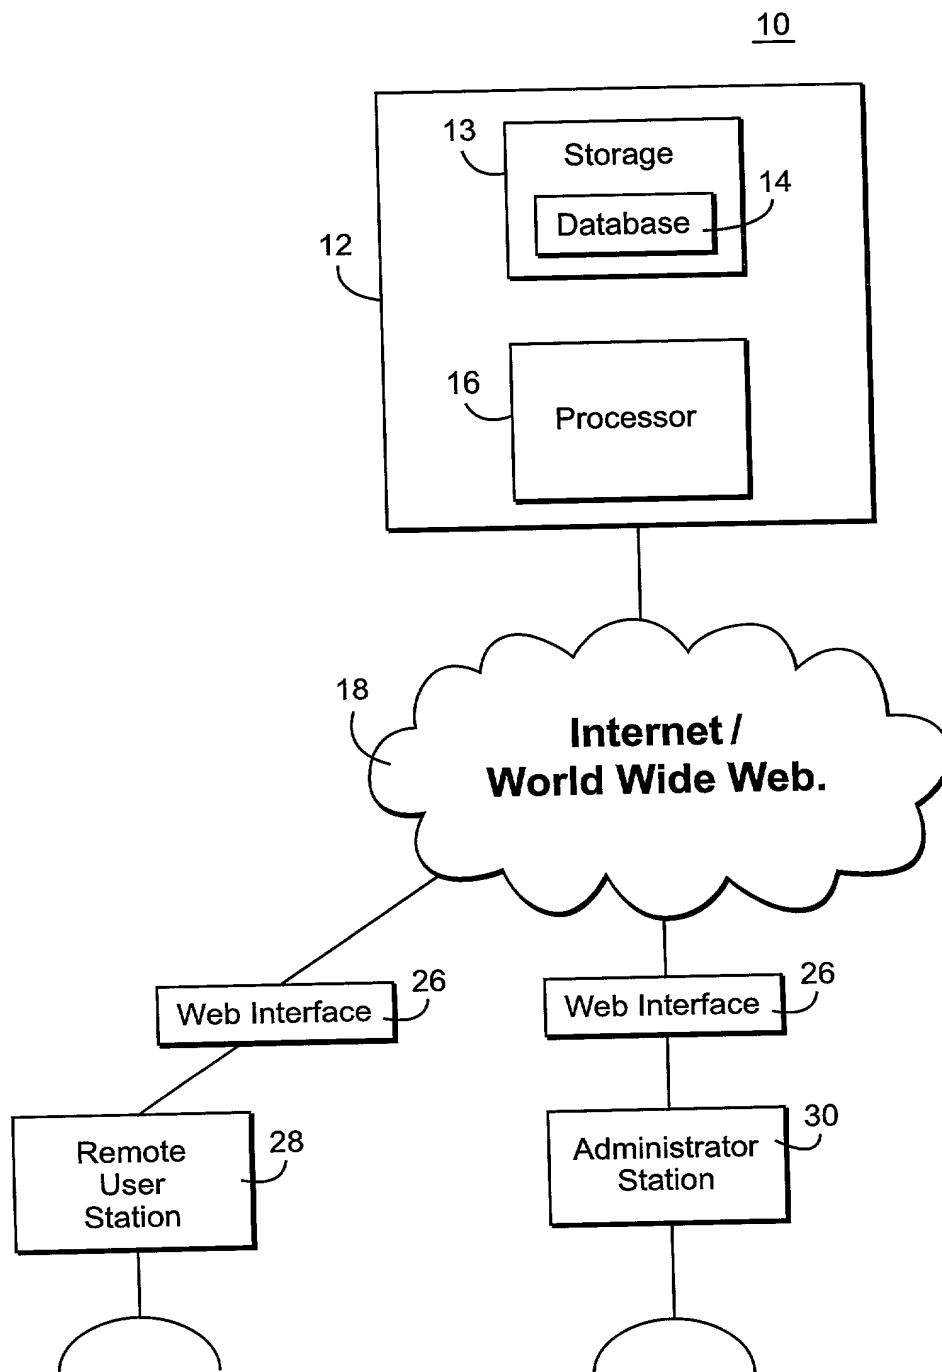 10
13
Storage
14
Database
12
16
Processor
18
Internet /
World Wide Web.
26
Web Interface
26
Web Interface
28
Remote
User
Station
30
Administrator
Station